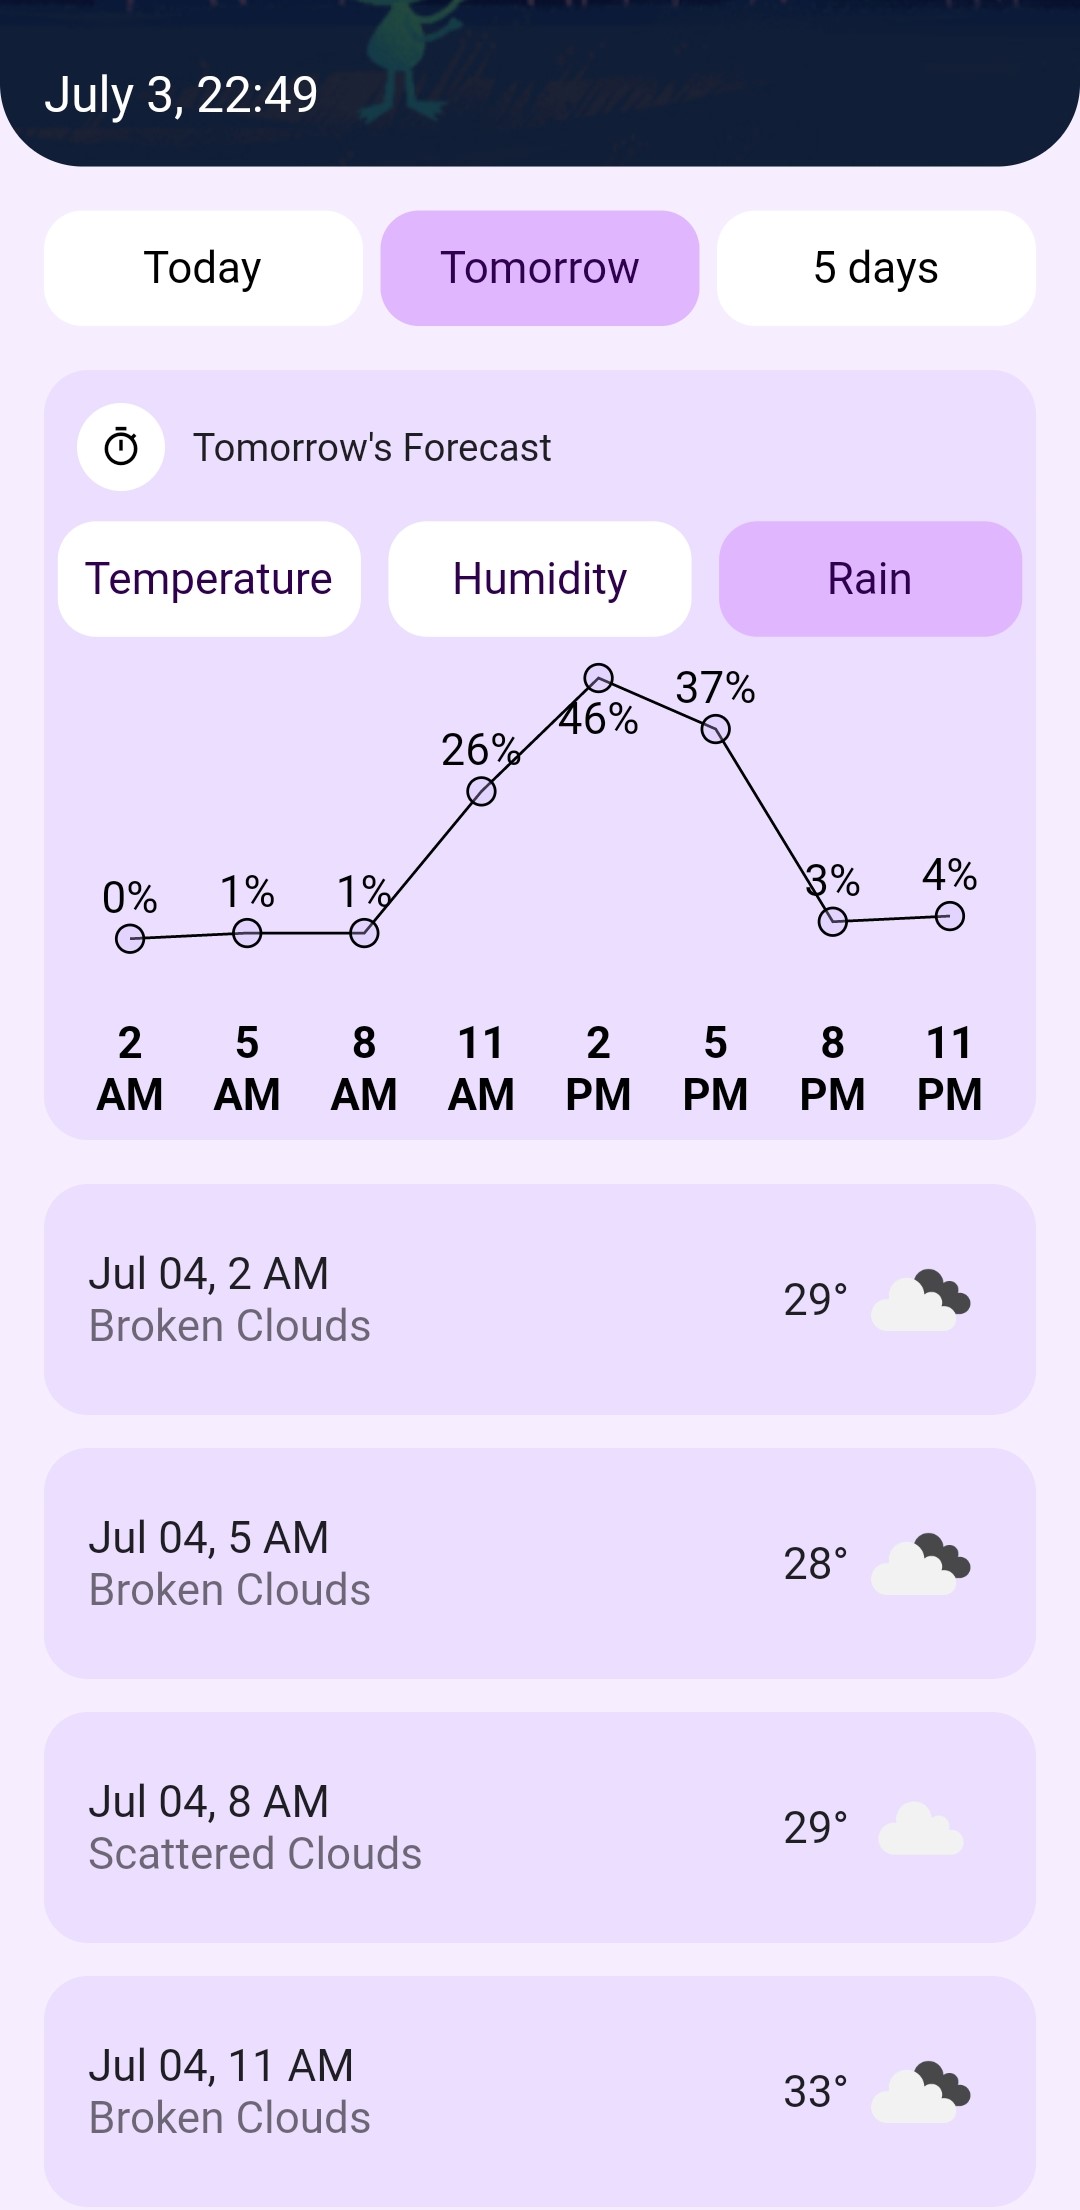 July 3, 22:49
Today Tomorrow 5 days
Tomorrow's Forecast
Temperature Humidity Rain
0% 1% 1% 26% 46% 37% 3% 4%
2 AM 5 AM 8 AM 11 AM 2 PM 5 PM 8 PM 11 PM
Jul 04, 2 AM
Broken Clouds
29°
Jul 04, 5 AM
Broken Clouds
28°
Jul 04, 8 AM
Scattered Clouds
29°
Jul 04, 11 AM
Broken Clouds
33°